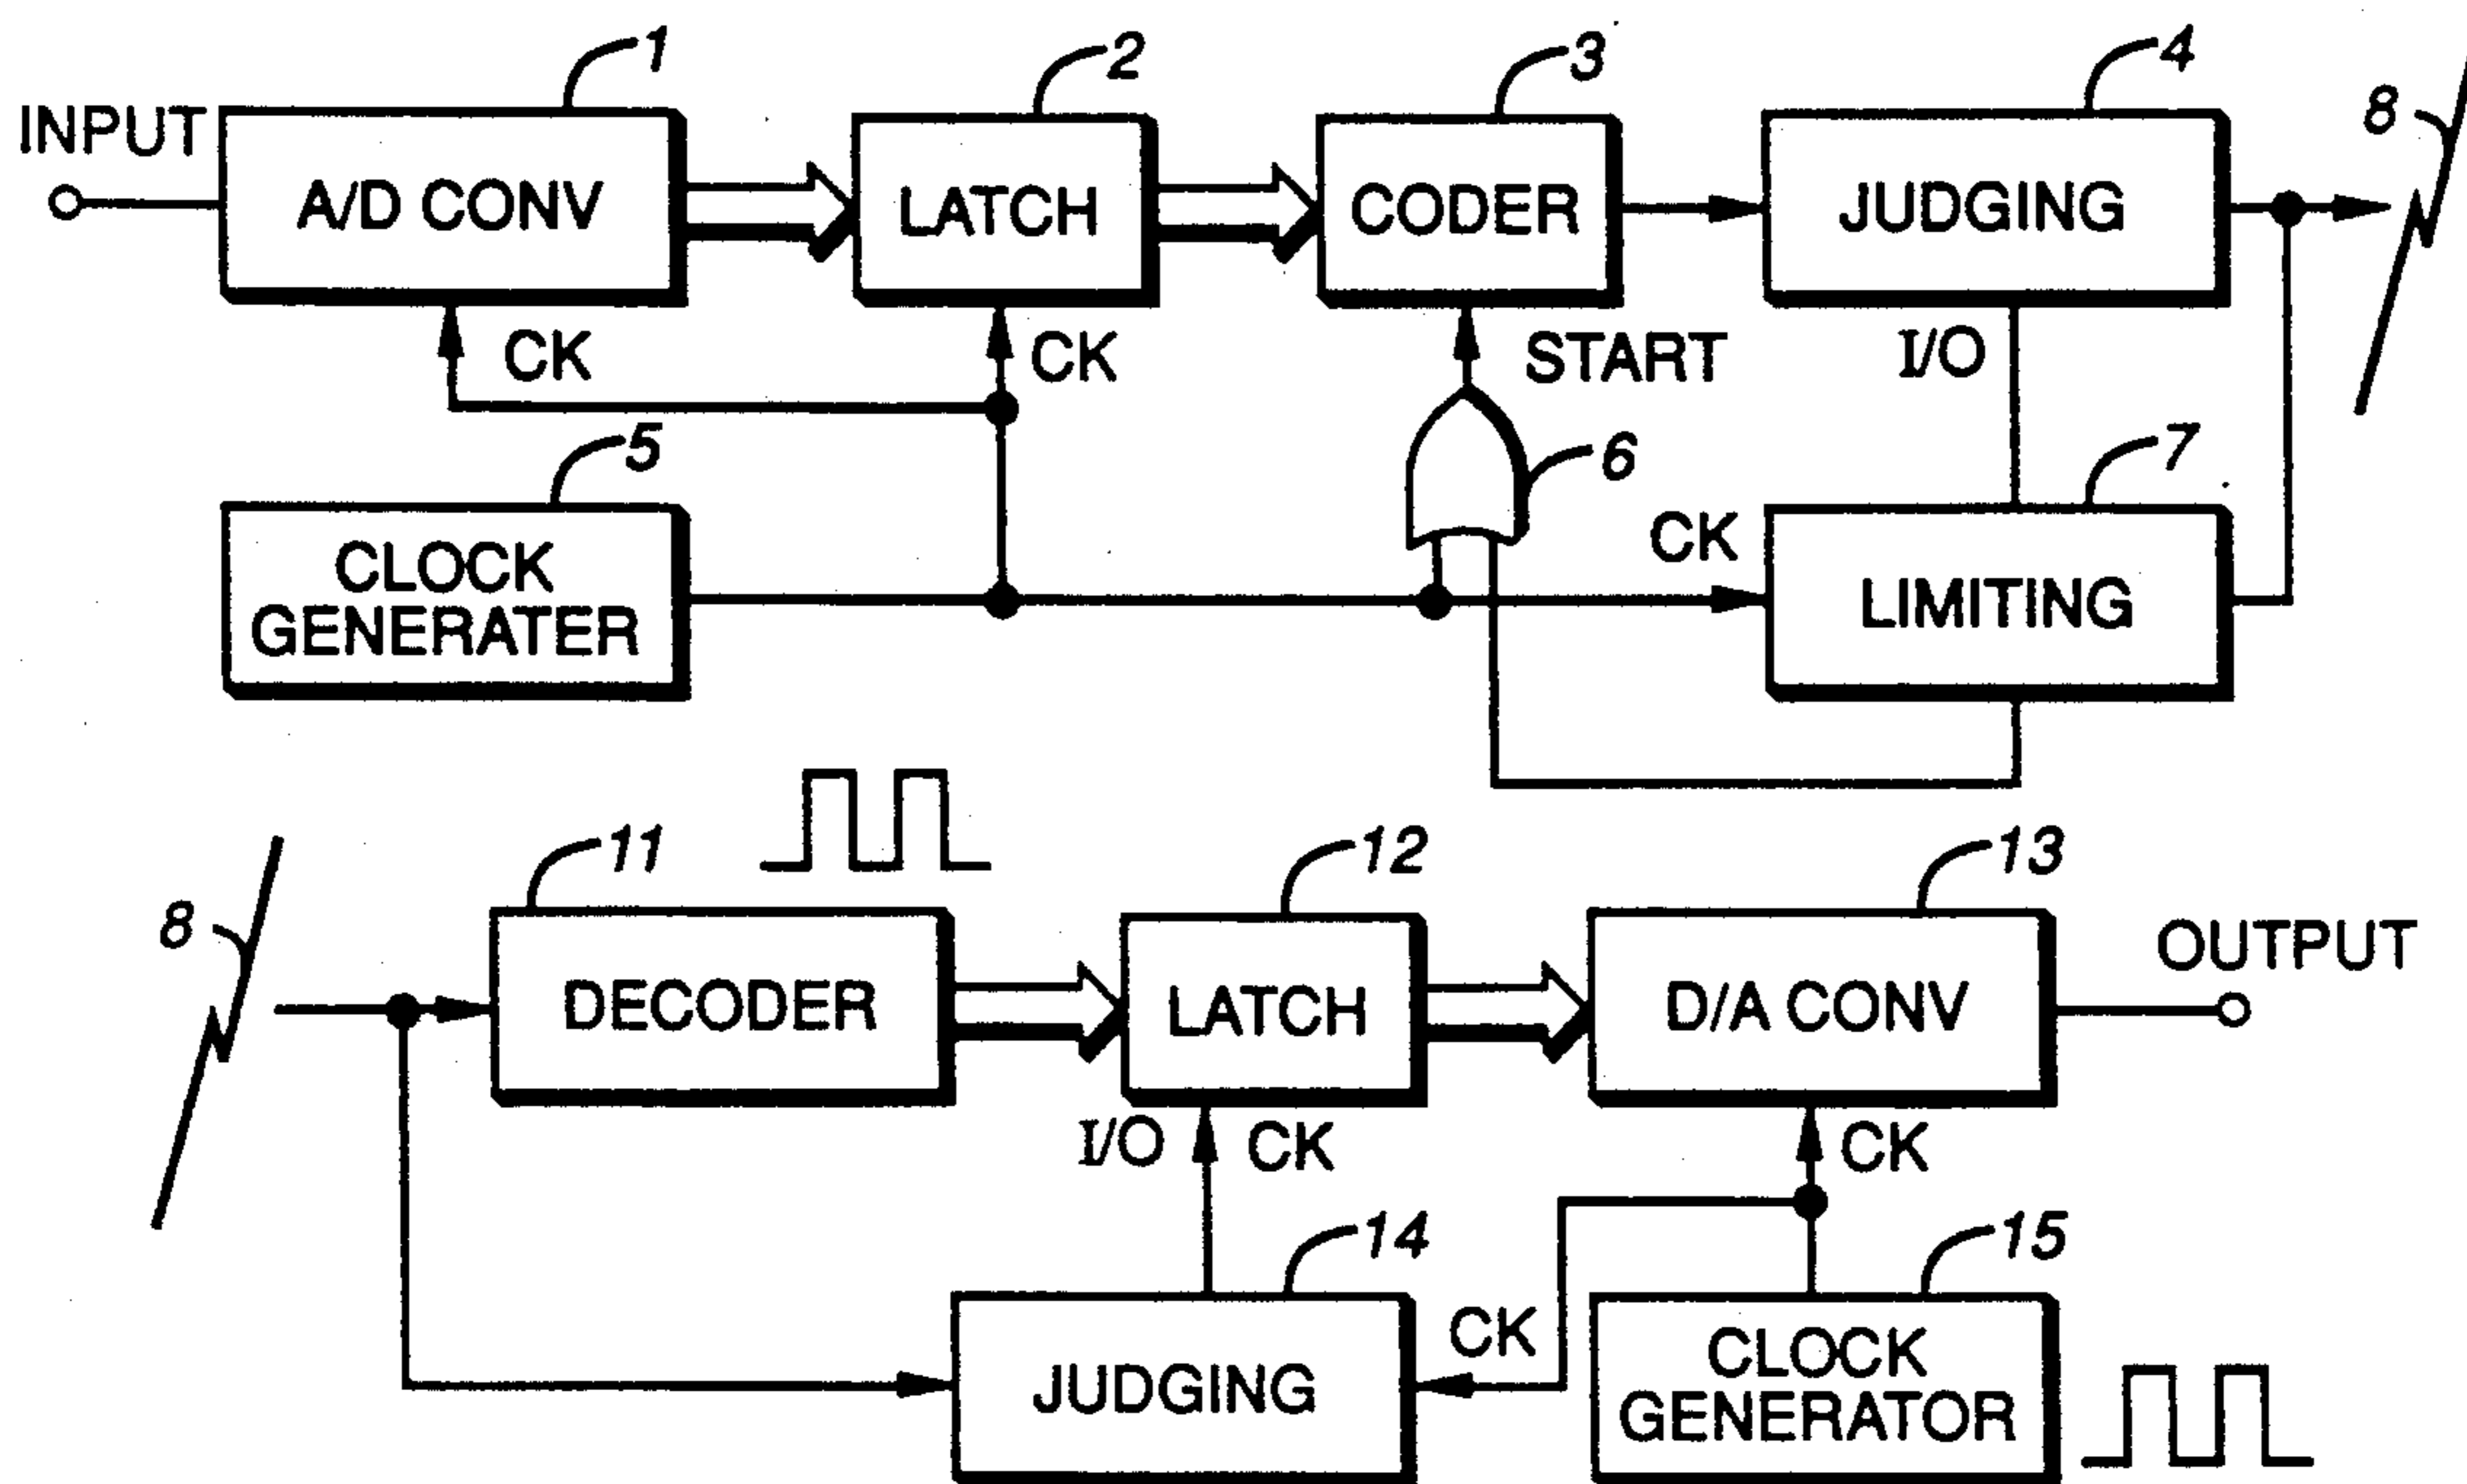 1
2
3
4
8
INPUT
A/D CONV
LATCH
CODER
JUDGING
CK
CK
START
I/O
5
6
7
CK
CLOCK
GENERATER
LIMITING
11
12
13
8
OUTPUT
DECODER
LATCH
D/A CONV
I/O
CK
CK
14
15
CK
JUDGING
CLOCK
GENERATOR